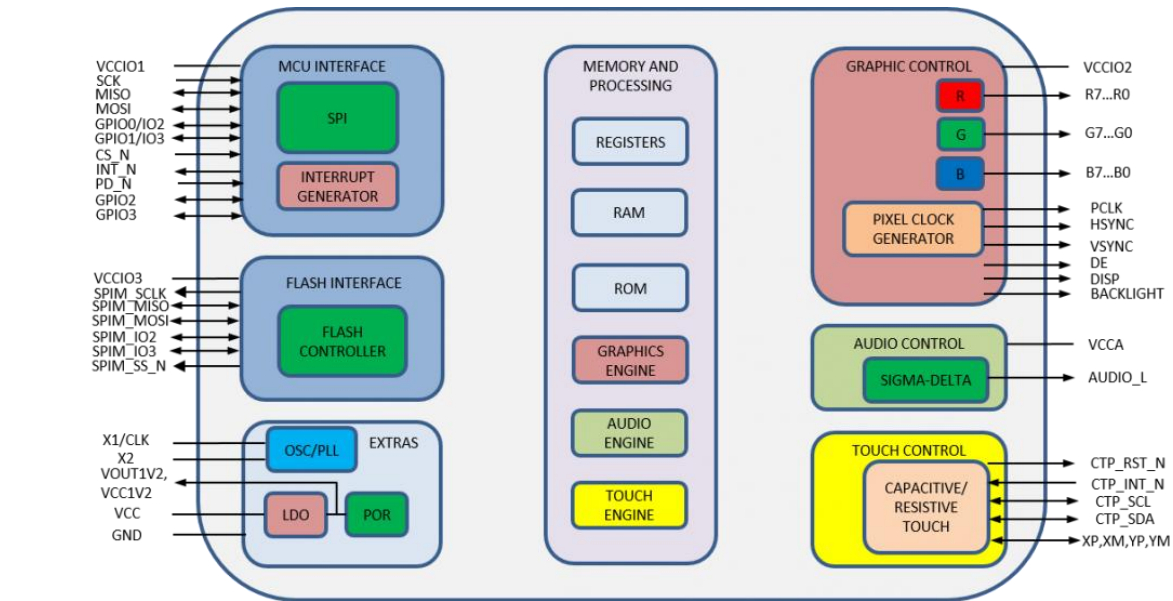 VCCIO1
SCK
MISO
MOSI
GPIO0/IO2
GPIO1/IO3
CS_N
INT_N
PD_N
GPIO2
GPIO3
MCU INTERFACE
SPI
INTERRUPT
GENERATOR
VCCIO3
SPIM_SCLK
SPIM_MISO
SPIM_MOSI
SPIM_IO2
SPIM_IO3
SPIM_SS_N
FLASH INTERFACE
FLASH
CONTROLLER
X1/CLK
X2
VOUT1V2,
VCC1V2
VCC
GND
OSC/PLL
EXTRAS
LDO
POR
MEMORY AND
PROCESSING
REGISTERS
RAM
ROM
GRAPHICS
ENGINE
AUDIO
ENGINE
TOUCH
ENGINE
GRAPHIC CONTROL
R
G
B
PIXEL CLOCK
GENERATOR
VCCIO2
R7...R0
G7...G0
B7...B0
PCLK
HSYNC
VSYNC
DE
DISP
BACKLIGHT
AUDIO CONTROL
SIGMA-DELTA
VCCA
AUDIO_L
TOUCH CONTROL
CAPACITIVE/
RESISTIVE
TOUCH
CTP_RST_N
CTP_INT_N
CTP_SCL
CTP_SDA
XP,XM,YP,YM